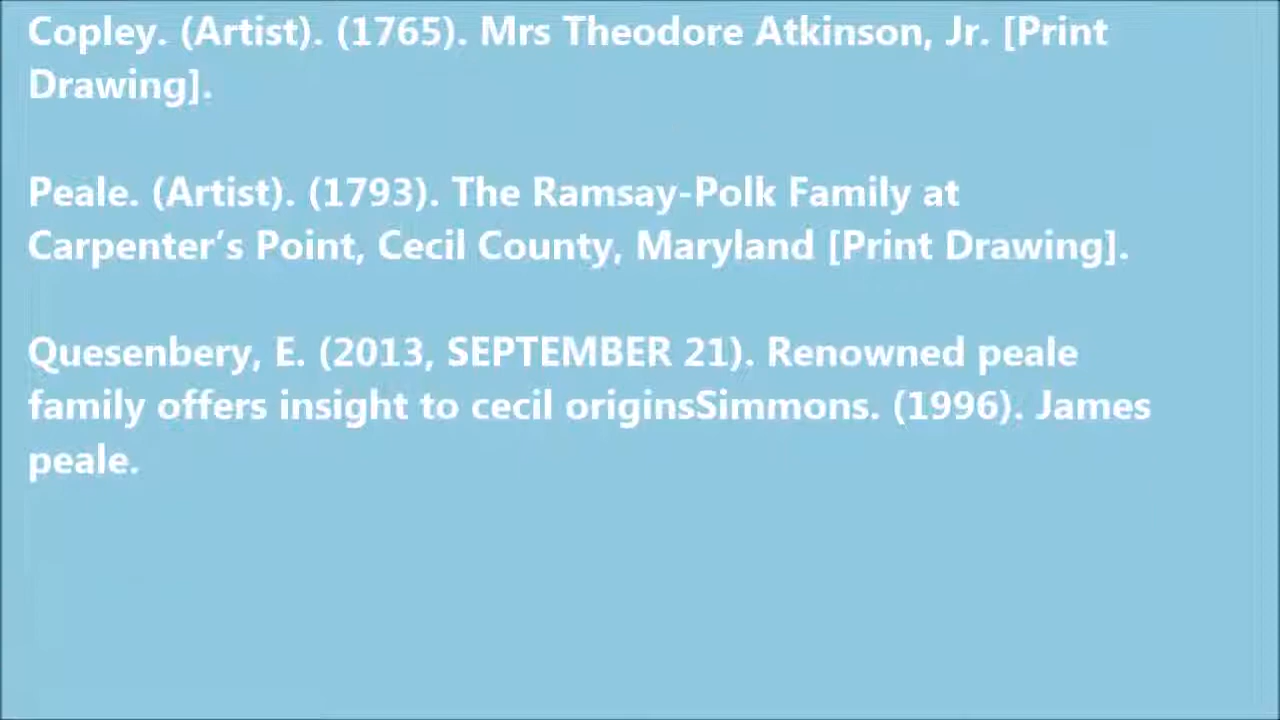 Copley. (Artist). (1765). Mrs Theodore Atkinson, Jr. [Print
Drawing].
Peale. (Artist). (1793). The Ramsay-Polk Family at
Carpenter’s Point, Cecil County, Maryland [Print Drawing].
Quesenbery, E. (2013, SEPTEMBER 21). Renowned peale
family offers insight to cecil originsSimmons. (1996). James
peale.